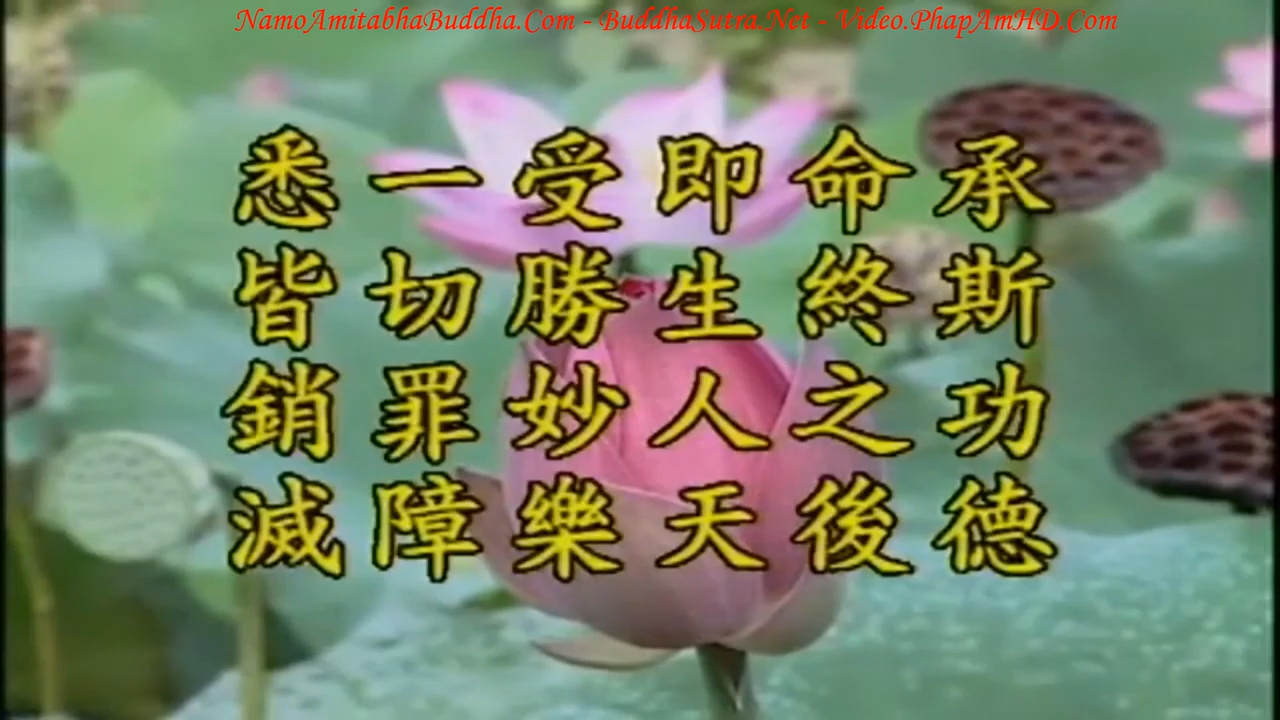 NamoAmitabhaBuddha.Com - BuddhaSutra.Net - Video.PhapAmHD.Com
承斯功德
命終之後
即生人天
受勝妙樂
一切罪障
悉皆銷滅